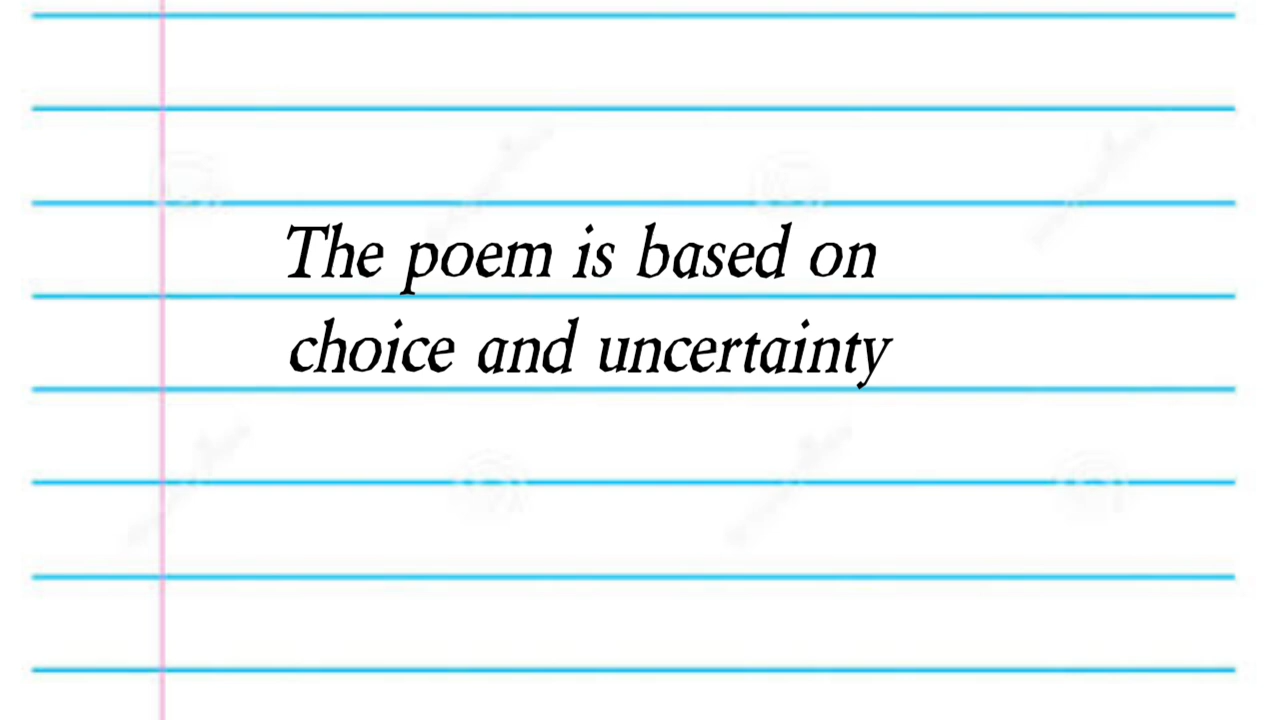 The poem is based on
choice and uncertainty